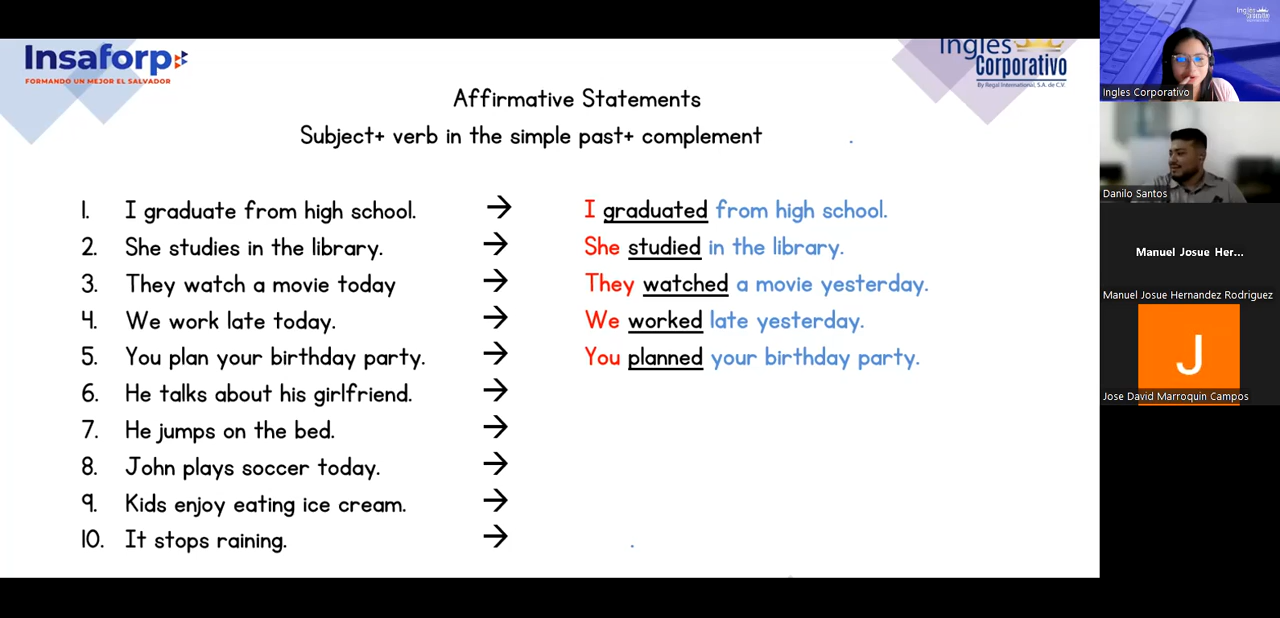 Insaforp
FORMANDO UN MEJOR EL SALVADOR
Ingles
Corporativo
By Regal International, S.A. de C.V.
Affirmative Statements
Subject+ verb in the simple past+ complement
1. I graduate from high school. → I graduated from high school.
2. She studies in the library. → She studied in the library.
3. They watch a movie today → They watched a movie yesterday.
4. We work late today. → We worked late yesterday.
5. You plan your birthday party. → You planned your birthday party.
6. He talks about his girlfriend. →
7. He jumps on the bed. →
8. John plays soccer today. →
9. Kids enjoy eating ice cream. →
10. It stops raining. →
Ingles
Ingles Corporativo
Danilo Santos
Manuel Josue Her...
Manuel Josue Hernandez Rodriguez
J
Jose David Marroquin Campos